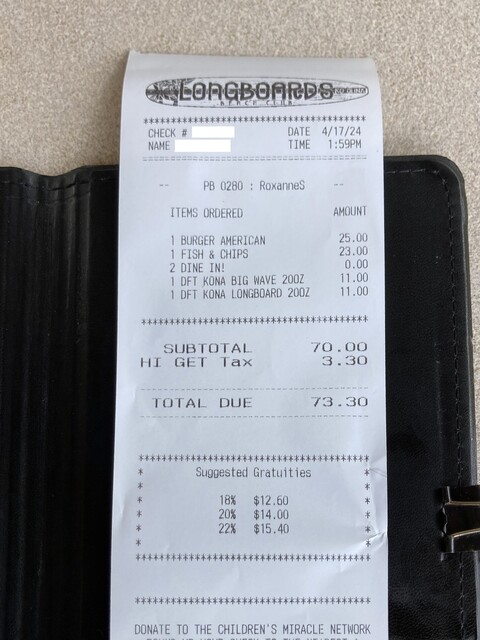 LONGBOARDS
BEACH CLUB
****************************************
CHECK # DATE 4/17/24
NAME TIME 1:59PM
-- PB 0280 : RoxanneS --
ITEMS ORDERED AMOUNT
1 BURGER AMERICAN 25.00
1 FISH & CHIPS 23.00
2 DINE IN! 0.00
1 DFT KONA BIG WAVE 20OZ 11.00
1 DFT KONA LONGBOARD 20OZ 11.00
****************************************
SUBTOTAL 70.00
HI GET Tax 3.30
TOTAL DUE 73.30
****************************************
* Suggested Gratuities *
* *
* 18% $12.60 *
* 20% $14.00 *
* 22% $15.40 *
* *
****************************************
****************************************
DONATE TO THE CHILDREN'S MIRACLE NETWORK